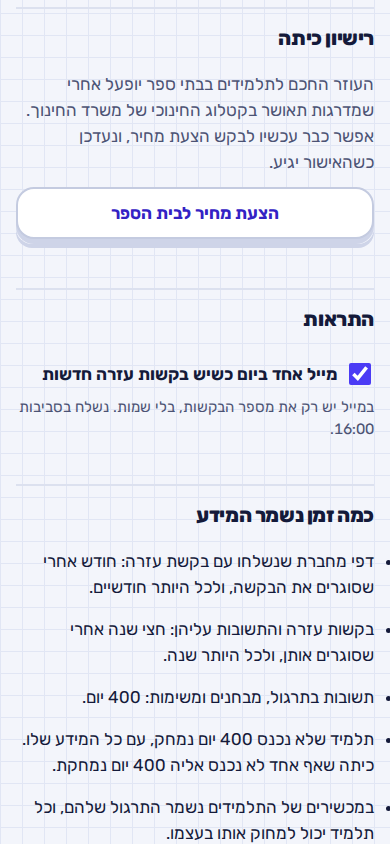 רישיון כיתה
העוזר החכם לתלמידים בבתי ספר יופעל אחרי
שמדרגות תאושר בקטלוג החינוכי של משרד החינוך.
אפשר כבר עכשיו לבקש הצעת מחיר, ונעדכן
כשהאישור יגיע.
הצעת מחיר לבית הספר
התראות
מייל אחד ביום כשיש בקשות עזרה חדשות
במייל יש רק את מספר הבקשות, בלי שמות. נשלח בסביבות
16:00.
כמה זמן נשמר המידע
• דפי מחברת שנשלחו עם בקשת עזרה: חודש אחרי
שסוגרים את הבקשה, ולכל היותר חודשיים.
• בקשות עזרה והתשובות עליהן: חצי שנה אחרי
שסוגרים אותן, ולכל היותר שנה.
• תשובות בתרגול, מבחנים ומשימות: 400 יום.
• תלמיד שלא נכנס 400 יום נמחק, עם כל המידע שלו.
כיתה שאף אחד לא נכנס אליה 400 יום נמחקת.
• במכשירים של התלמידים נשמר התרגול שלהם, וכל
תלמיד יכול למחוק אותו בעצמו.